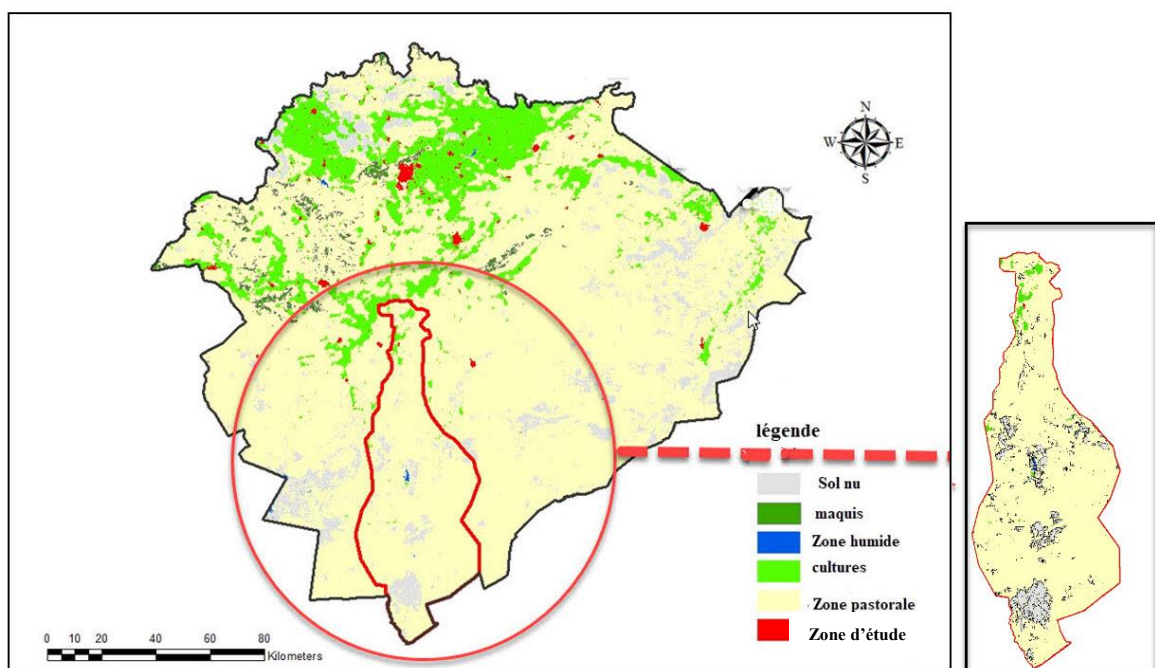 N
W E
S
légende
Sol nu
maquis
Zone humide
cultures
Zone pastorale
Zone d'étude
0 10 20 40 60 80
Kilometers